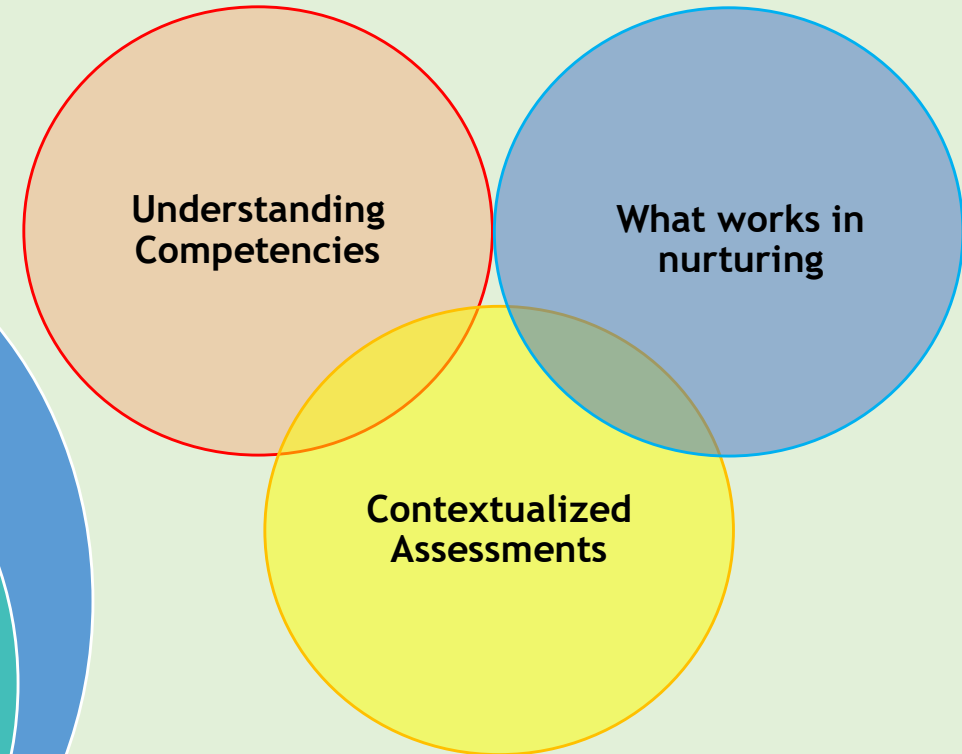 Understanding
Competencies
What works in
nurturing
Contextualized
Assessments